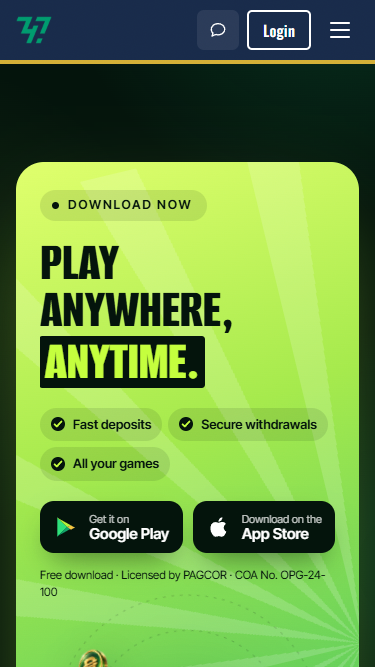 Login
DOWNLOAD NOW
PLAY
ANYWHERE,
ANYTIME.
Fast deposits
Secure withdrawals
All your games
Get it on
Google Play
Download on the
App Store
Free download · Licensed by PAGCOR · COA No. OPG-24-
100